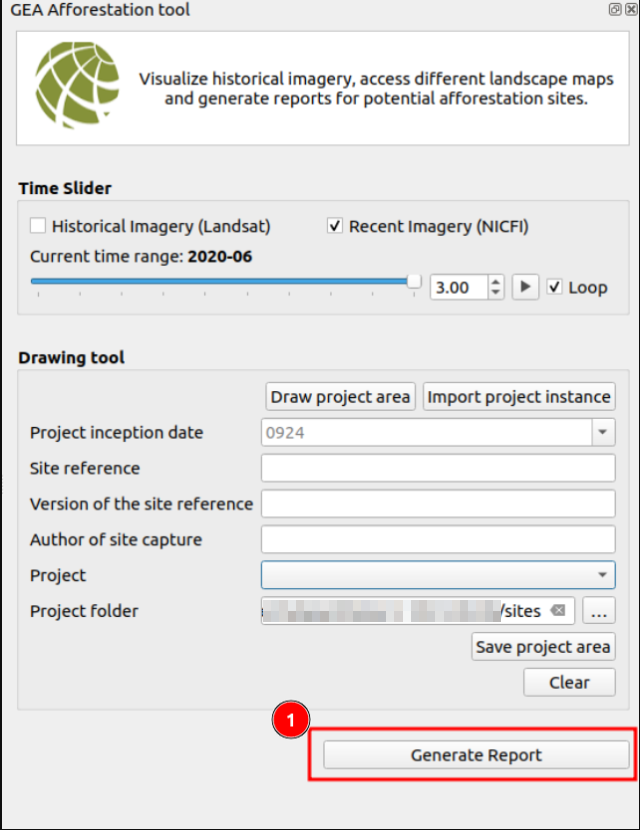 GEA Afforestation tool
Visualize historical imagery, access different landscape maps
and generate reports for potential afforestation sites.
Time Slider
Historical Imagery (Landsat)
Recent Imagery (NICFI)
Current time range: 2020-06
3.00
Loop
Drawing tool
Draw project area
Import project instance
Project inception date
0924
Site reference
Version of the site reference
Author of site capture
Project
Project folder
/sites
...
Save project area
Clear
1
Generate Report